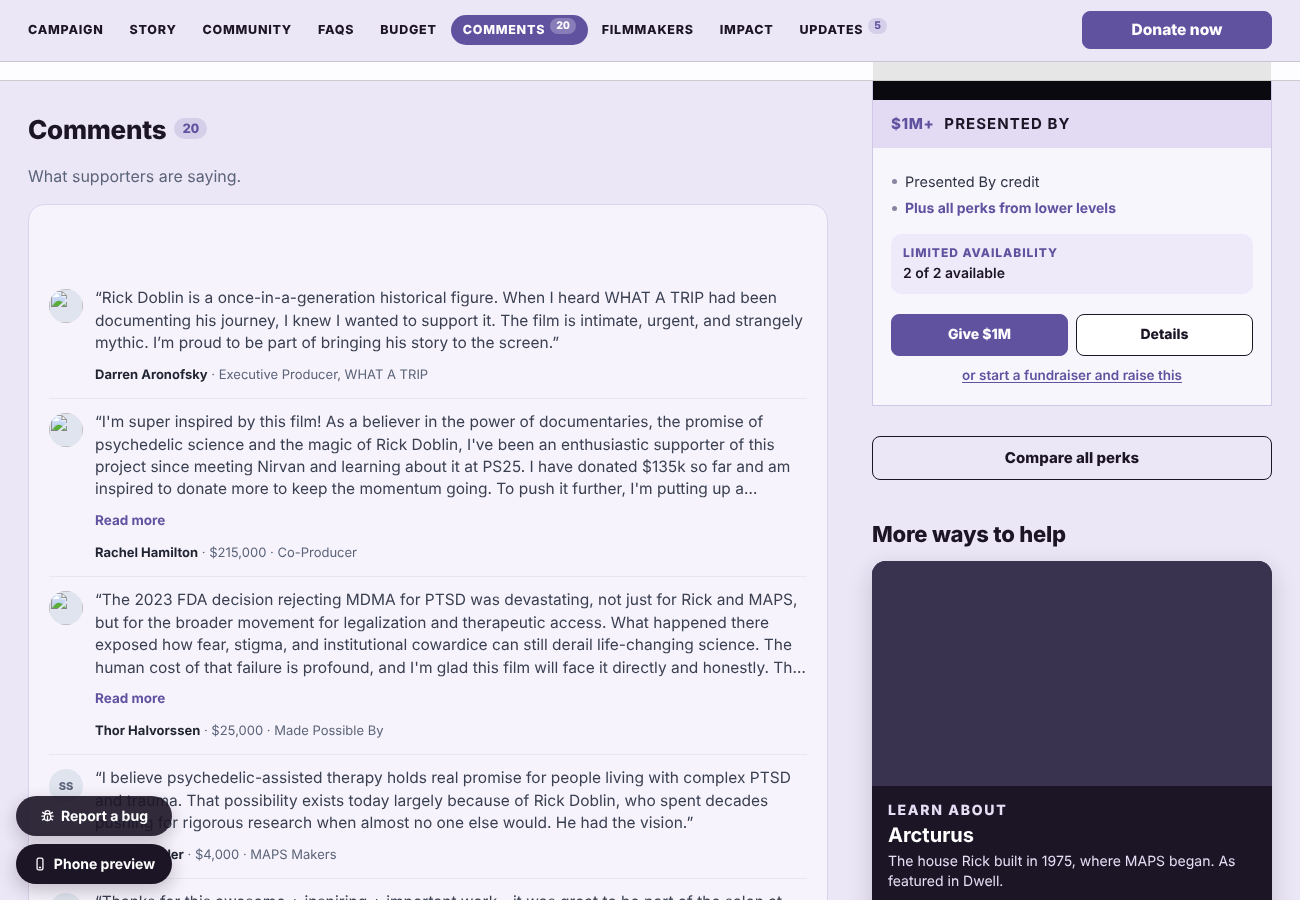 CAMPAIGN STORY COMMUNITY FAQS BUDGET COMMENTS 20 FILMMAKERS IMPACT UPDATES 5 Donate now
Comments 20
What supporters are saying.
“Rick Doblin is a once-in-a-generation historical figure. When I heard WHAT A TRIP had been
documenting his journey, I knew I wanted to support it. The film is intimate, urgent, and strangely
mythic. I’m proud to be part of bringing his story to the screen.”
Darren Aronofsky · Executive Producer, WHAT A TRIP
“I'm super inspired by this film! As a believer in the power of documentaries, the promise of
psychedelic science and the magic of Rick Doblin, I've been an enthusiastic supporter of this
project since meeting Nirvan and learning about it at PS25. I have donated $135k so far and am
inspired to donate more to keep the momentum going. To push it further, I'm putting up a...
Read more
Rachel Hamilton · $215,000 · Co-Producer
“The 2023 FDA decision rejecting MDMA for PTSD was devastating, not just for Rick and MAPS,
but for the broader movement for legalization and therapeutic access. What happened there
exposed how fear, stigma, and institutional cowardice can still derail life-changing science. The
human cost of that failure is profound, and I'm glad this film will face it directly and honestly. Th...
Read more
Thor Halvorssen · $25,000 · Made Possible By
SS
“I believe psychedelic-assisted therapy holds real promise for people living with complex PTSD
and trauma. That possibility exists today largely because of Rick Doblin, who spent decades
pushing for rigorous research when almost no one else would. He had the vision.”
· $4,000 · MAPS Makers
Report a bug
Phone preview
$1M+ PRESENTED BY
Presented By credit
Plus all perks from lower levels
LIMITED AVAILABILITY
2 of 2 available
Give $1M Details
or start a fundraiser and raise this
Compare all perks
More ways to help
LEARN ABOUT
Arcturus
The house Rick built in 1975, where MAPS began. As
featured in Dwell.